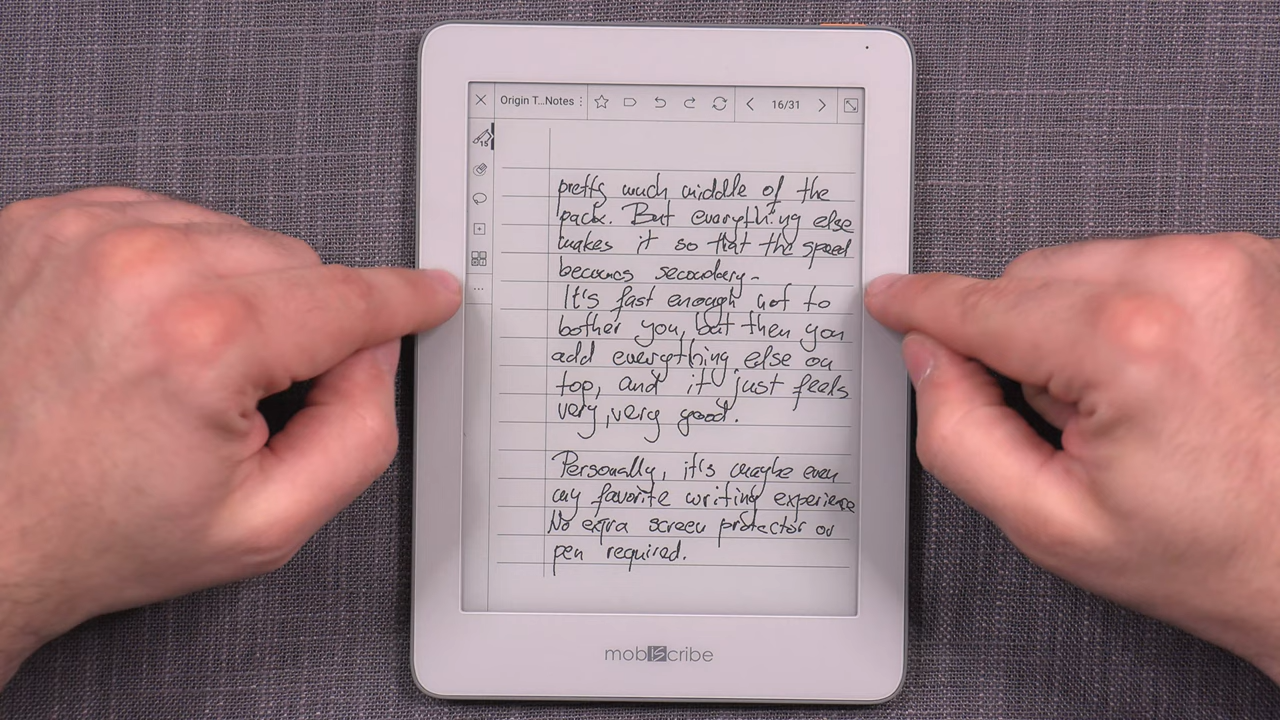 Origin T...Notes
16/31
15
pretty much middle of the
pack. But everything else
makes it so that the speed
becomes secondary-
It's fast enough not to
bother you, but then you
add everything else on
top, and it just feels
very, very good.
Personally, it's maybe even
my favorite writing experience
No extra screen protector or
pen required.
mobiscribe